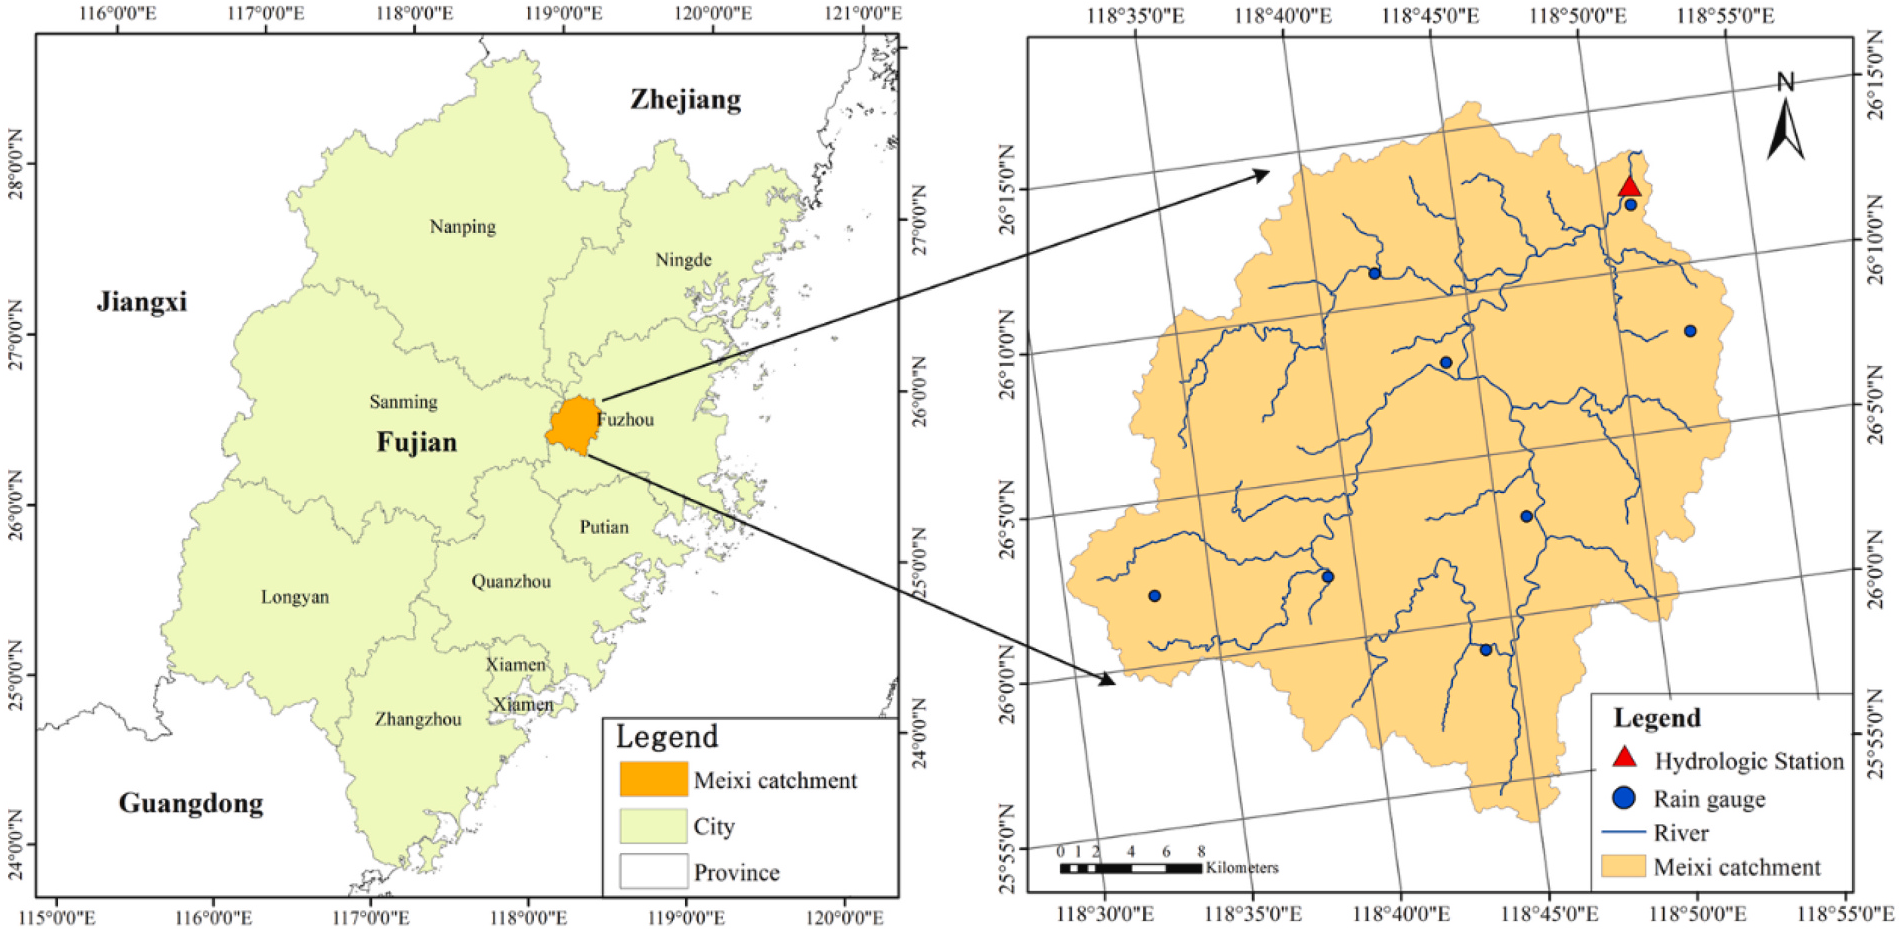 116°0'0"E 117°0'0"E 118°0'0"E 119°0'0"E 120°0'0"E 121°0'0"E
28°0'0"N
27°0'0"N
26°0'0"N
25°0'0"N
24°0'0"N
Zhejiang
Nanping
Ningde
Jiangxi
Sanming
Fujian
Fuzhou
Putian
Quanzhou
Longyan
Xiamen
Xiamen
Zhangzhou
Guangdong
27°0'0"N
26°0'0"N
25°0'0"N
24°0'0"N
Legend
Meixi catchment
City
Province
115°0'0"E 116°0'0"E 117°0'0"E 118°0'0"E 119°0'0"E 120°0'0"E
118°35'0"E 118°40'0"E 118°45'0"E 118°50'0"E 118°55'0"E
26°15'0"N
26°10'0"N
26°5'0"N
26°0'0"N
25°55'0"N
N
26°15'0"N
26°10'0"N
26°5'0"N
26°0'0"N
25°55'0"N
Legend
Hydrologic Station
Rain gauge
River
Meixi catchment
0 1 2 4 6 8
Kilometers
118°30'0"E 118°35'0"E 118°40'0"E 118°45'0"E 118°50'0"E 118°55'0"E